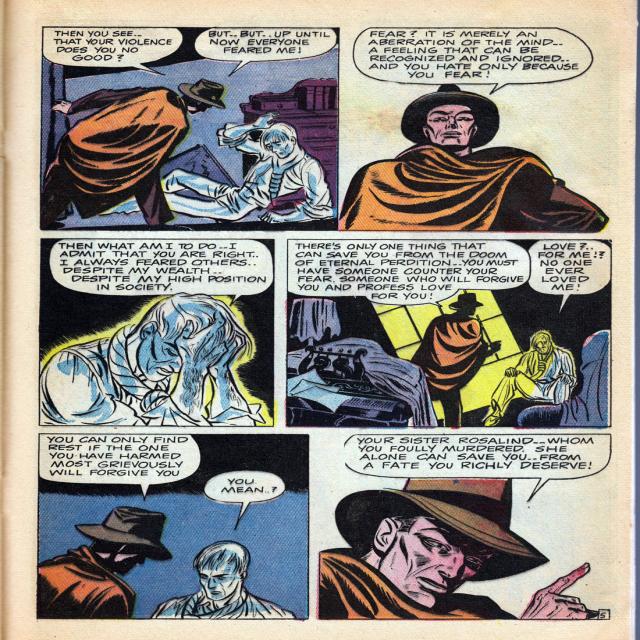 THEN YOU SEE..
THAT YOUR VIOLENCE
DOES YOU NO
GOOD?
BUT..BUT..UP UNTIL
NOW EVERYONE
FEARED ME!
FEAR? IT IS MERELY AN
ABERRATION OF THE MIND..
A FEELING THAT CAN BE
RECOGNIZED AND IGNORED..
AND YOU HATE ONLY BECAUSE
YOU FEAR!
THEN WHAT AM I TO DO..I
ADMIT THAT YOU ARE RIGHT..
I ALWAYS FEARED OTHERS..
DESPITE MY WEALTH..
DESPITE MY HIGH POSITION
IN SOCIETY.
THERE'S ONLY ONE THING THAT
CAN SAVE YOU FROM THE DOOM
OF ETERNAL PERDITION..YOU MUST
HAVE SOMEONE COUNTER YOUR
FEAR. SOMEONE WHO WILL FORGIVE
YOU AND PROFESS LOVE
FOR YOU!
LOVE?..
FOR ME!?
NO ONE
EVER
LOVED
ME!
YOU CAN ONLY FIND
REST IF THE ONE
YOU HAVE HARMED
MOST GRIEVOUSLY
WILL FORGIVE YOU
YOU
MEAN..?
YOUR SISTER ROSALIND..WHOM
YOU FOULLY MURDERED. SHE
ALONE CAN SAVE YOU..FROM
A FATE YOU RICHLY DESERVE!
5